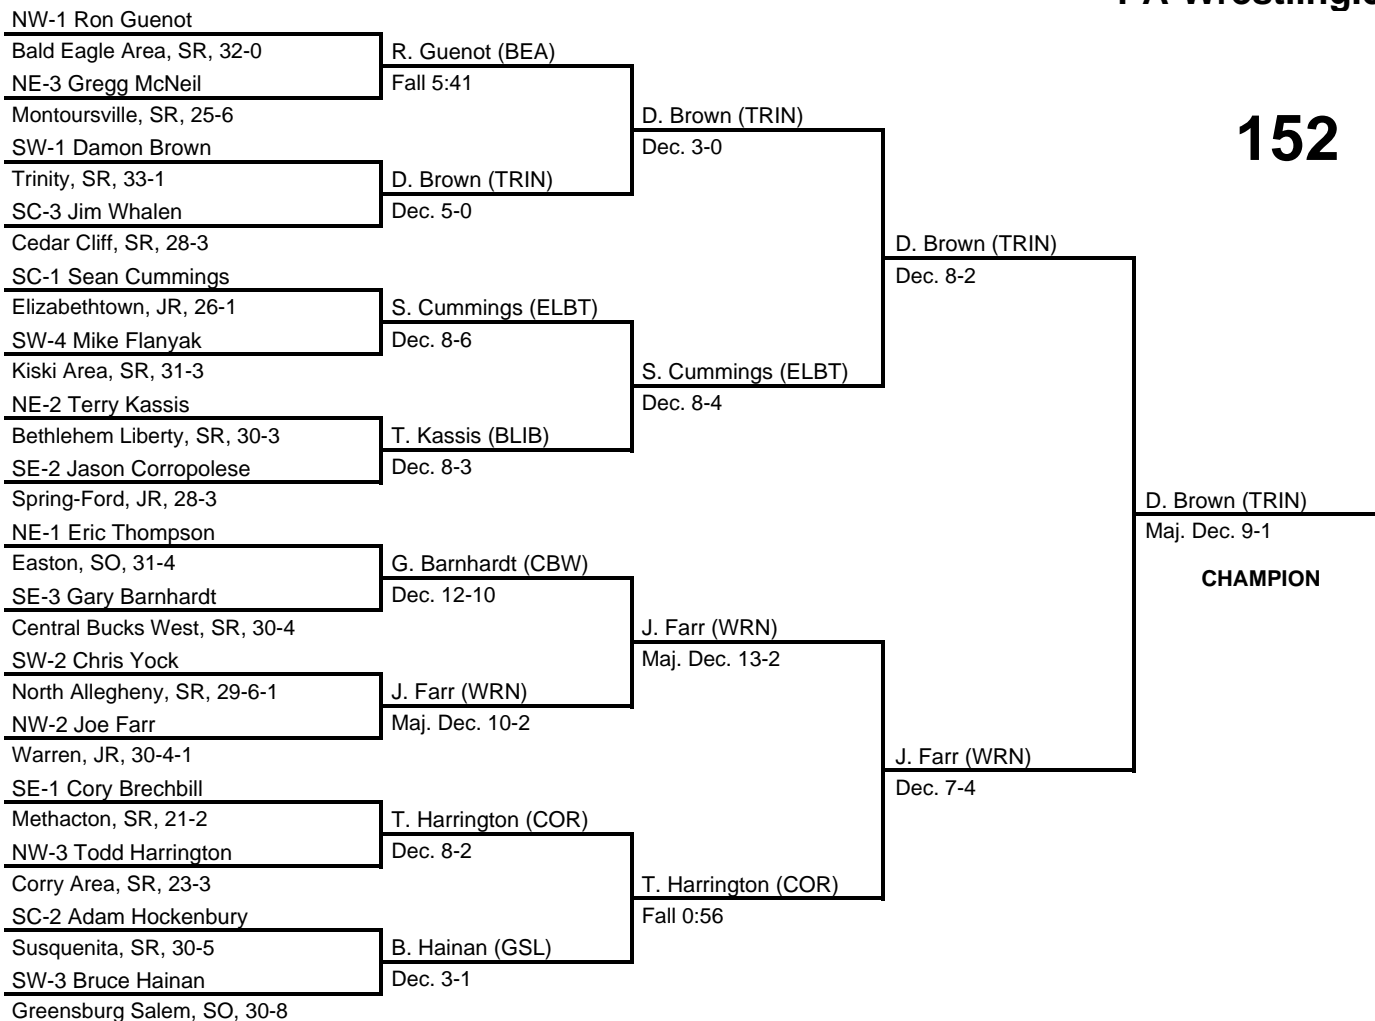 NW-1 Ron Guenot
Bald Eagle Area, SR, 32-0
NE-3 Gregg McNeil
Montoursville, SR, 25-6
SW-1 Damon Brown
Trinity, SR, 33-1
SC-3 Jim Whalen
Cedar Cliff, SR, 28-3
SC-1 Sean Cummings
Elizabethtown, JR, 26-1
SW-4 Mike Flanyak
Kiski Area, SR, 31-3
NE-2 Terry Kassis
Bethlehem Liberty, SR, 30-3
SE-2 Jason Corropolese
Spring-Ford, JR, 28-3
NE-1 Eric Thompson
Easton, SO, 31-4
SE-3 Gary Barnhardt
Central Bucks West, SR, 30-4
SW-2 Chris Yock
North Allegheny, SR, 29-6-1
NW-2 Joe Farr
Warren, JR, 30-4-1
SE-1 Cory Brechbill
Methacton, SR, 21-2
NW-3 Todd Harrington
Corry Area, SR, 23-3
SC-2 Adam Hockenbury
Susquenita, SR, 30-5
SW-3 Bruce Hainan
Greensburg Salem, SO, 30-8
R. Guenot (BEA)
Fall 5:41
D. Brown (TRIN)
Dec. 5-0
S. Cummings (ELBT)
Dec. 8-6
T. Kassis (BLIB)
Dec. 8-3
G. Barnhardt (CBW)
Dec. 12-10
J. Farr (WRN)
Maj. Dec. 10-2
T. Harrington (COR)
Dec. 8-2
B. Hainan (GSL)
Dec. 3-1
D. Brown (TRIN)
Dec. 3-0
S. Cummings (ELBT)
Dec. 8-4
J. Farr (WRN)
Maj. Dec. 13-2
T. Harrington (COR)
Fall 0:56
D. Brown (TRIN)
Dec. 8-2
J. Farr (WRN)
Dec. 7-4
152
D. Brown (TRIN)
Maj. Dec. 9-1
CHAMPION